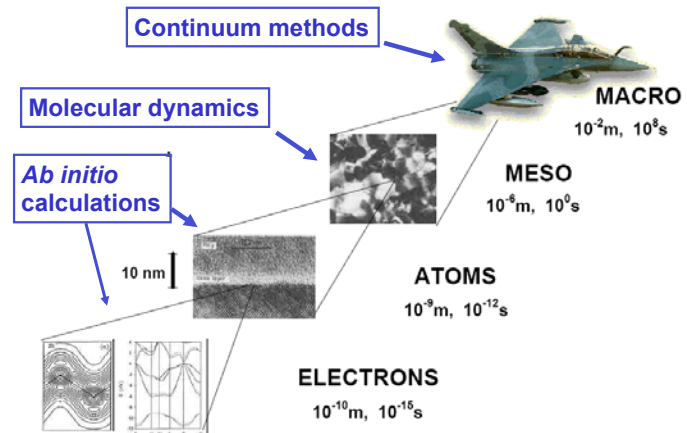 Continuum methods
MACRO
10⁻²m, 10⁸s
Molecular dynamics
MESO
10⁻⁶m, 10⁰s
Ab initio
calculations
10 nm
ATOMS
10⁻⁹m, 10⁻¹²s
ELECTRONS
10⁻¹⁰m, 10⁻¹⁵s